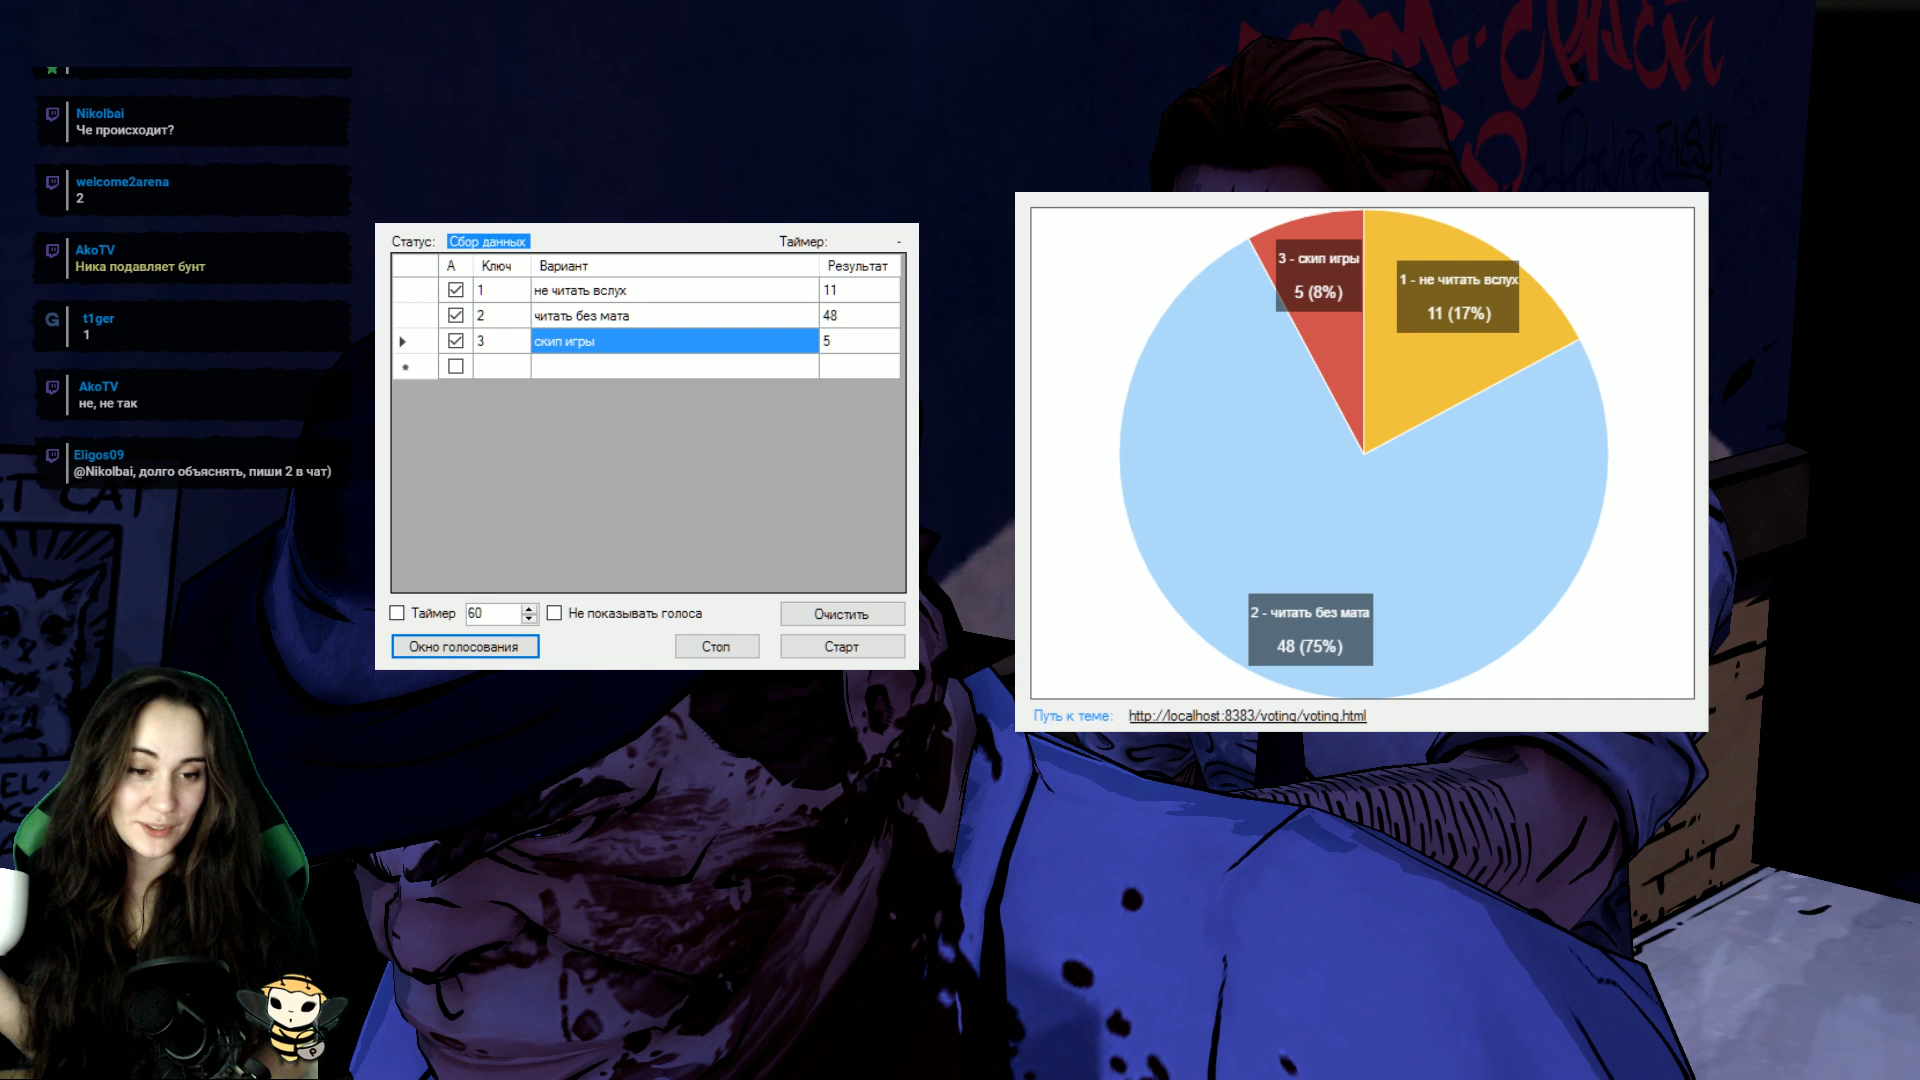 Nikolbai
Че происходит?
welcome2arena
2
AkoTV
Ника подавляет бунт
t1ger
1
AkoTV
не, не так
Eligos09
@Nikolbai, долго объяснять, пиши 2 в чат)
Статус: Сбор данных Таймер: -
А Ключ Вариант Результат
1 не читать вслух 11
2 читать без мата 48
3 скип игры 5
*
Таймер 60 Не показывать голоса Очистить
Окно голосования Стоп Старт
3 - скип игры
5 (8%)
1 - не читать вслух
11 (17%)
2 - читать без мата
48 (75%)
Путь к теме: http://localhost:8383/voting/voting.html
CAT
P